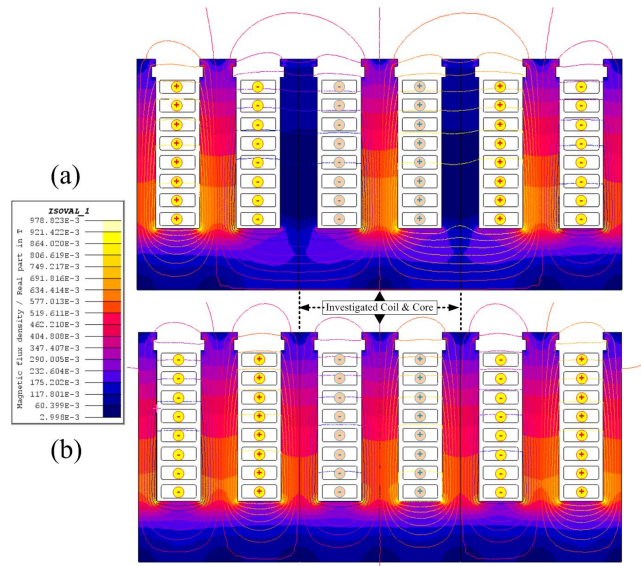 + - - + + -
+ - - + + -
+ - - + + -
+ - - + + -
+ - - + + -
+ - - + + -
+ - - + + -
+ - - + + -
(a)
ISOVAL_1
Magnetic flux density / Real part in T
978.823E-3
921.422E-3
864.020E-3
806.619E-3
749.217E-3
691.816E-3
634.414E-3
577.013E-3
519.611E-3
462.210E-3
404.808E-3
347.407E-3
290.005E-3
232.604E-3
175.202E-3
117.801E-3
60.399E-3
2.998E-3
Investigated Coil & Core
- + - + - +
- + - + - +
- + - + - +
- + - + - +
- + - + - +
- + - + - +
- + - + - +
- + - + - +
(b)